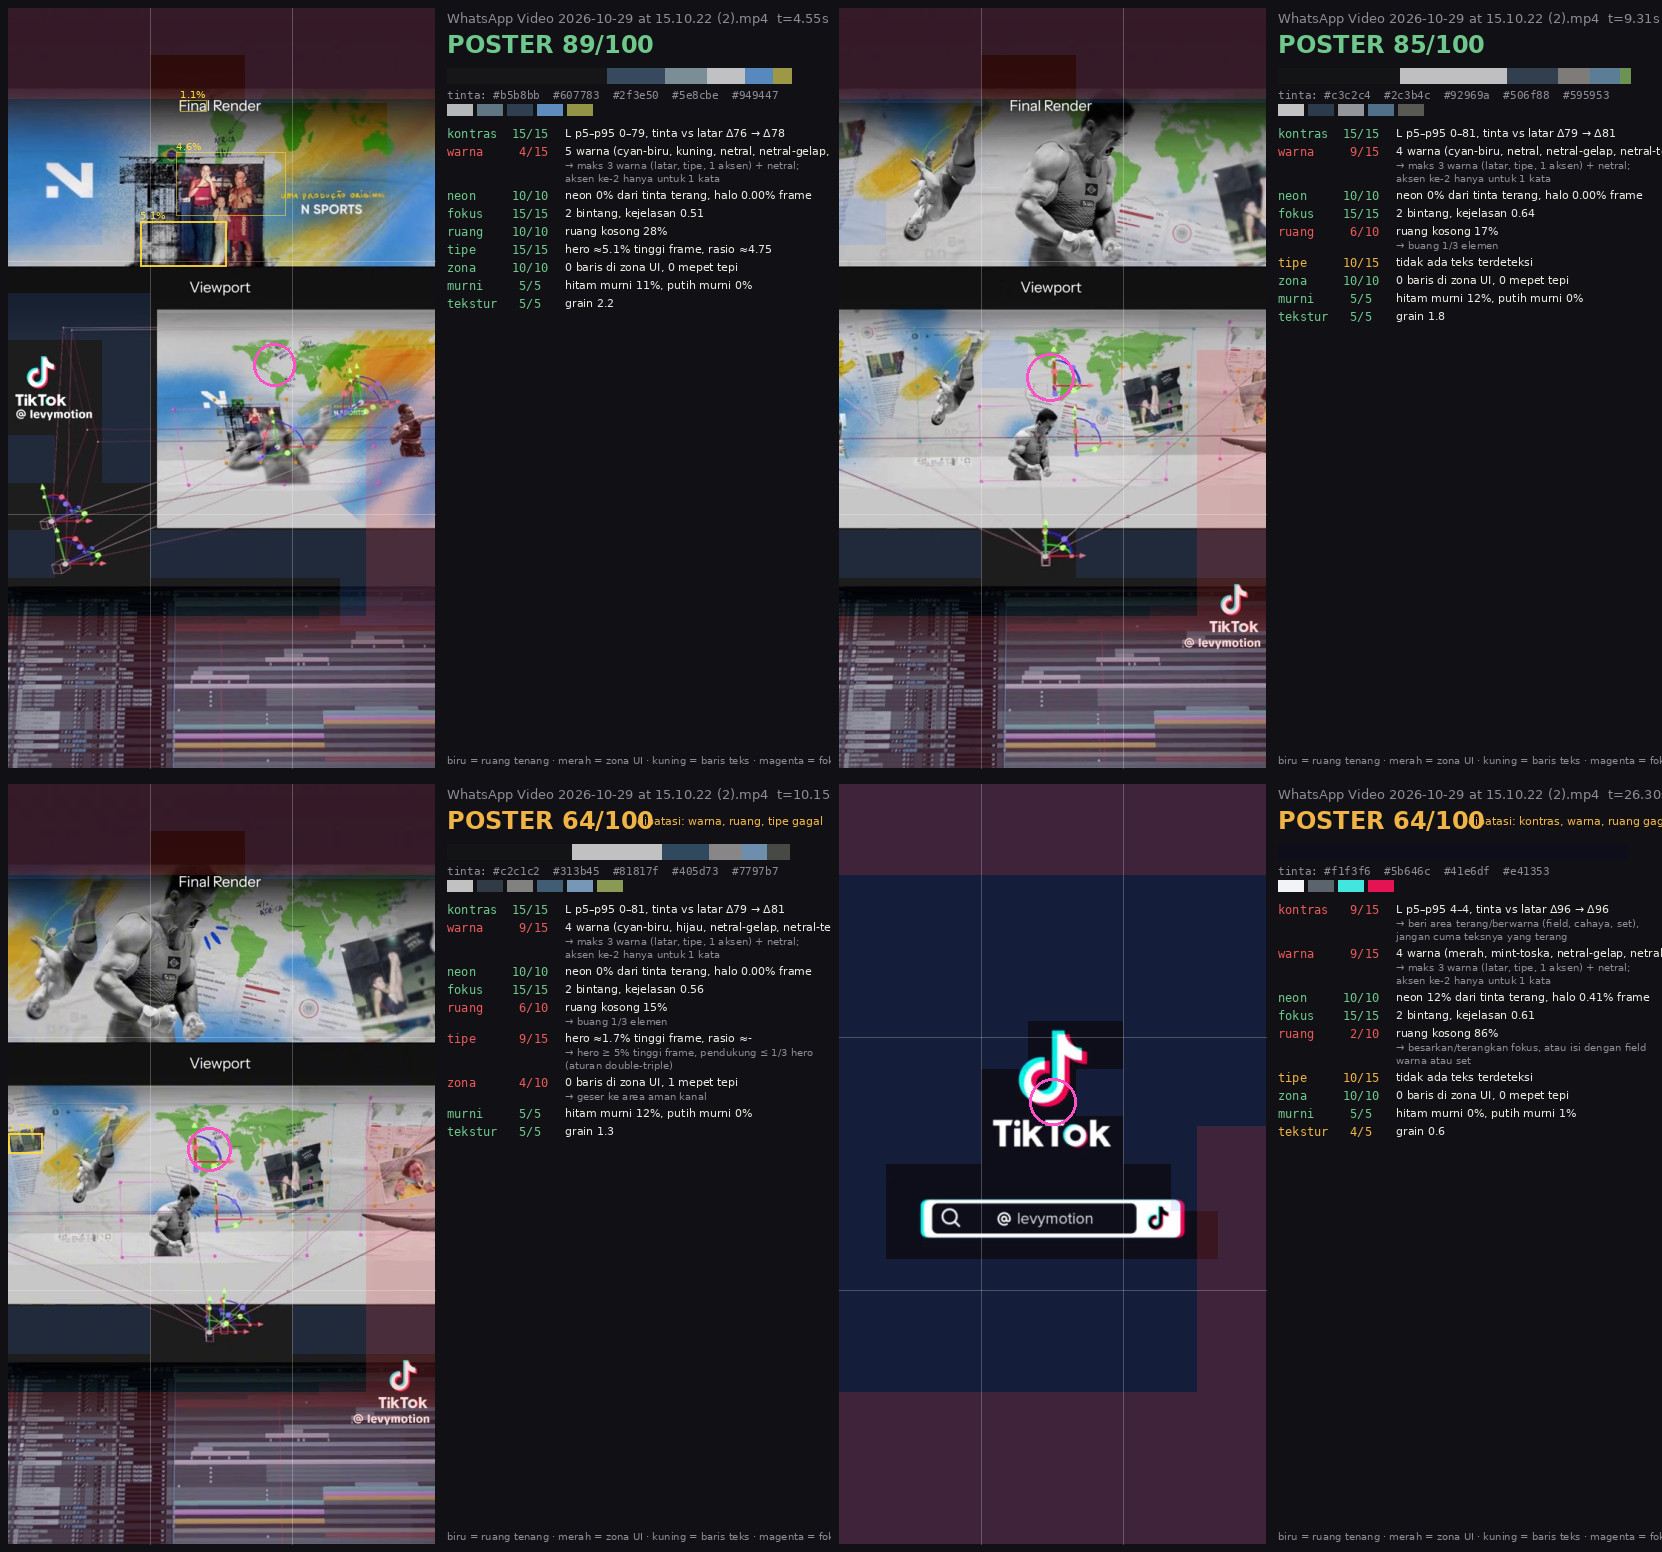 WhatsApp Video 2026-10-29 at 15.10.22 (2).mp4 t=4.55s
POSTER 89/100
tinta: #b5b8bb #607783 #2f3e50 #5e8cbe #949447
kontras 15/15 L p5–p95 0–79, tinta vs latar Δ76 → Δ78
warna 4/15 5 warna (cyan-biru, kuning, netral, netral-gelap,
→ maks 3 warna (latar, tipe, 1 aksen) + netral;
aksen ke-2 hanya untuk 1 kata
neon 10/10 neon 0% dari tinta terang, halo 0.00% frame
fokus 15/15 2 bintang, kejelasan 0.51
ruang 10/10 ruang kosong 28%
tipe 15/15 hero ≈5.1% tinggi frame, rasio ≈4.75
zona 10/10 0 baris di zona UI, 0 mepet tepi
murni 5/5 hitam murni 11%, putih murni 0%
tekstur 5/5 grain 2.2
biru = ruang tenang · merah = zona UI · kuning = baris teks · magenta = fok
1.1%
Final Render
4.6%
UMA PRODUÇÃO ORIGINAL
N SPORTS
5.1%
Viewport
TikTok
@ levymotion
WhatsApp Video 2026-10-29 at 15.10.22 (2).mp4 t=9.31s
POSTER 85/100
tinta: #c3c2c4 #2c3b4c #92969a #506f88 #595953
kontras 15/15 L p5–p95 0–81, tinta vs latar Δ79 → Δ81
warna 9/15 4 warna (cyan-biru, netral, netral-gelap, netral-t
→ maks 3 warna (latar, tipe, 1 aksen) + netral;
aksen ke-2 hanya untuk 1 kata
neon 10/10 neon 0% dari tinta terang, halo 0.00% frame
fokus 15/15 2 bintang, kejelasan 0.64
ruang 6/10 ruang kosong 17%
→ buang 1/3 elemen
tipe 10/15 tidak ada teks terdeteksi
zona 10/10 0 baris di zona UI, 0 mepet tepi
murni 5/5 hitam murni 12%, putih murni 0%
tekstur 5/5 grain 1.8
biru = ruang tenang · merah = zona UI · kuning = baris teks · magenta = fok
Final Render
Viewport
TikTok
@ levymotion
WhatsApp Video 2026-10-29 at 15.10.22 (2).mp4 t=10.15
POSTER 64/100 atasi: warna, ruang, tipe gagal
tinta: #c2c1c2 #313b45 #81817f #405d73 #7797b7
kontras 15/15 L p5–p95 0–81, tinta vs latar Δ79 → Δ81
warna 9/15 4 warna (cyan-biru, hijau, netral-gelap, netral-te
→ maks 3 warna (latar, tipe, 1 aksen) + netral;
aksen ke-2 hanya untuk 1 kata
neon 10/10 neon 0% dari tinta terang, halo 0.00% frame
fokus 15/15 2 bintang, kejelasan 0.56
ruang 6/10 ruang kosong 15%
→ buang 1/3 elemen
tipe 9/15 hero ≈1.7% tinggi frame, rasio ≈-
→ hero ≥ 5% tinggi frame, pendukung ≤ 1/3 hero
(aturan double-triple)
zona 4/10 0 baris di zona UI, 1 mepet tepi
→ geser ke area aman kanal
murni 5/5 hitam murni 12%, putih murni 0%
tekstur 5/5 grain 1.3
biru = ruang tenang · merah = zona UI · kuning = baris teks · magenta = fok
Final Render
Viewport
TikTok
@ levymotion
WhatsApp Video 2026-10-29 at 15.10.22 (2).mp4 t=26.30
POSTER 64/100 atasi: kontras, warna, ruang gag
tinta: #f1f3f6 #5b646c #41e6df #e41353
kontras 9/15 L p5–p95 4–4, tinta vs latar Δ96 → Δ96
→ beri area terang/berwarna (field, cahaya, set),
jangan cuma teksnya yang terang
warna 9/15 4 warna (merah, mint-toska, netral-gelap, netral
→ maks 3 warna (latar, tipe, 1 aksen) + netral;
aksen ke-2 hanya untuk 1 kata
neon 10/10 neon 12% dari tinta terang, halo 0.41% frame
fokus 15/15 2 bintang, kejelasan 0.61
ruang 2/10 ruang kosong 86%
→ besarkan/terangkan fokus, atau isi dengan field
warna atau set
tipe 10/15 tidak ada teks terdeteksi
zona 10/10 0 baris di zona UI, 0 mepet tepi
murni 5/5 hitam murni 0%, putih murni 1%
tekstur 4/5 grain 0.6
biru = ruang tenang · merah = zona UI · kuning = baris teks · magenta = fok
TikTok
@ levymotion